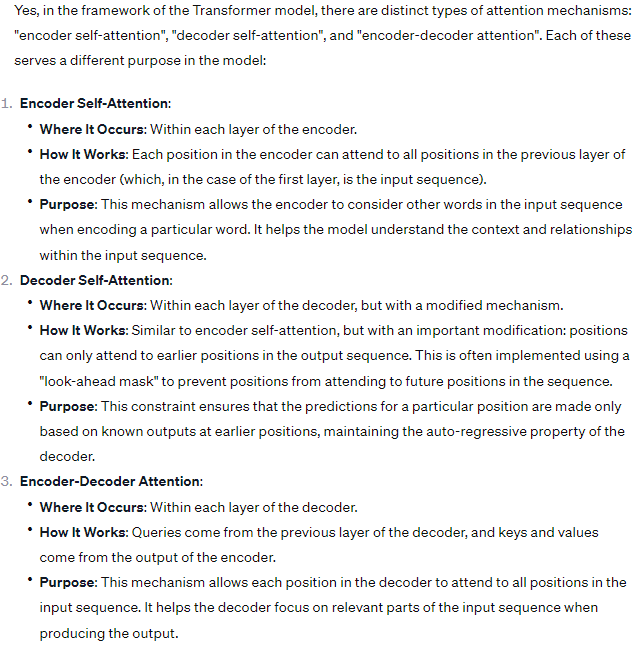 Yes, in the framework of the Transformer model, there are distinct types of attention mechanisms:
"encoder self-attention", "decoder self-attention", and "encoder-decoder attention". Each of these
serves a different purpose in the model:
1. Encoder Self-Attention:
• Where It Occurs: Within each layer of the encoder.
• How It Works: Each position in the encoder can attend to all positions in the previous layer of
the encoder (which, in the case of the first layer, is the input sequence).
• Purpose: This mechanism allows the encoder to consider other words in the input sequence
when encoding a particular word. It helps the model understand the context and relationships
within the input sequence.
2. Decoder Self-Attention:
• Where It Occurs: Within each layer of the decoder, but with a modified mechanism.
• How It Works: Similar to encoder self-attention, but with an important modification: positions
can only attend to earlier positions in the output sequence. This is often implemented using a
"look-ahead mask" to prevent positions from attending to future positions in the sequence.
• Purpose: This constraint ensures that the predictions for a particular position are made only
based on known outputs at earlier positions, maintaining the auto-regressive property of the
decoder.
3. Encoder-Decoder Attention:
• Where It Occurs: Within each layer of the decoder.
• How It Works: Queries come from the previous layer of the decoder, and keys and values
come from the output of the encoder.
• Purpose: This mechanism allows each position in the decoder to attend to all positions in the
input sequence. It helps the decoder focus on relevant parts of the input sequence when
producing the output.